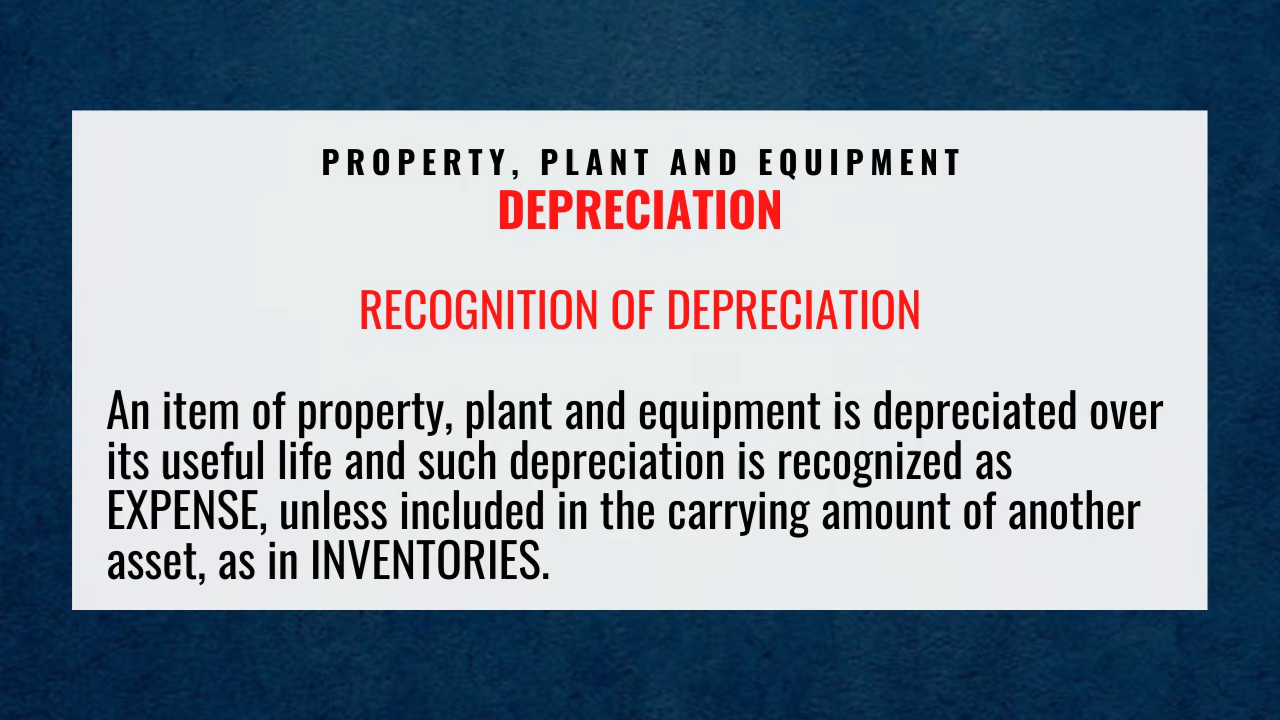 PROPERTY, PLANT AND EQUIPMENT
DEPRECIATION
RECOGNITION OF DEPRECIATION
An item of property, plant and equipment is depreciated over
its useful life and such depreciation is recognized as
EXPENSE, unless included in the carrying amount of another
asset, as in INVENTORIES.